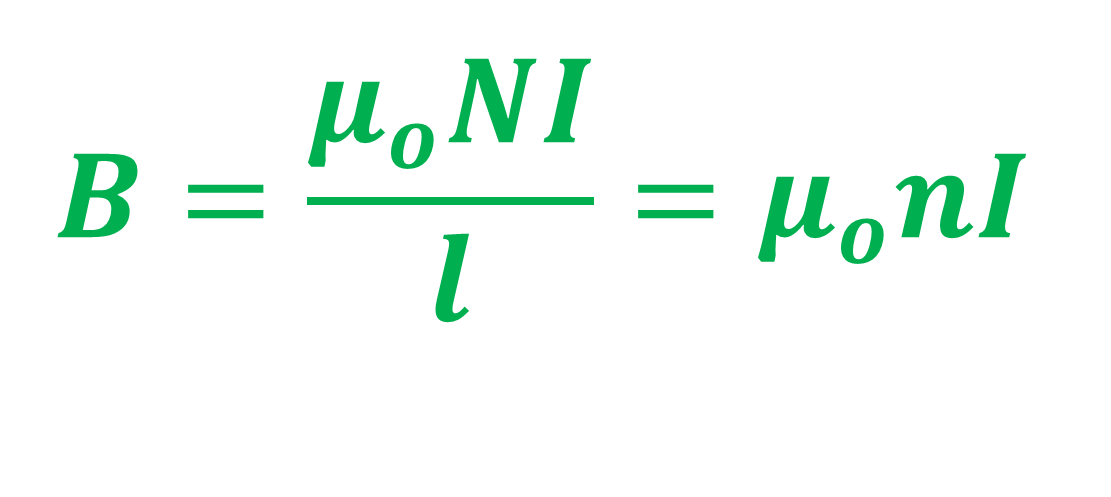 B = μₒNI / l = μₒnI